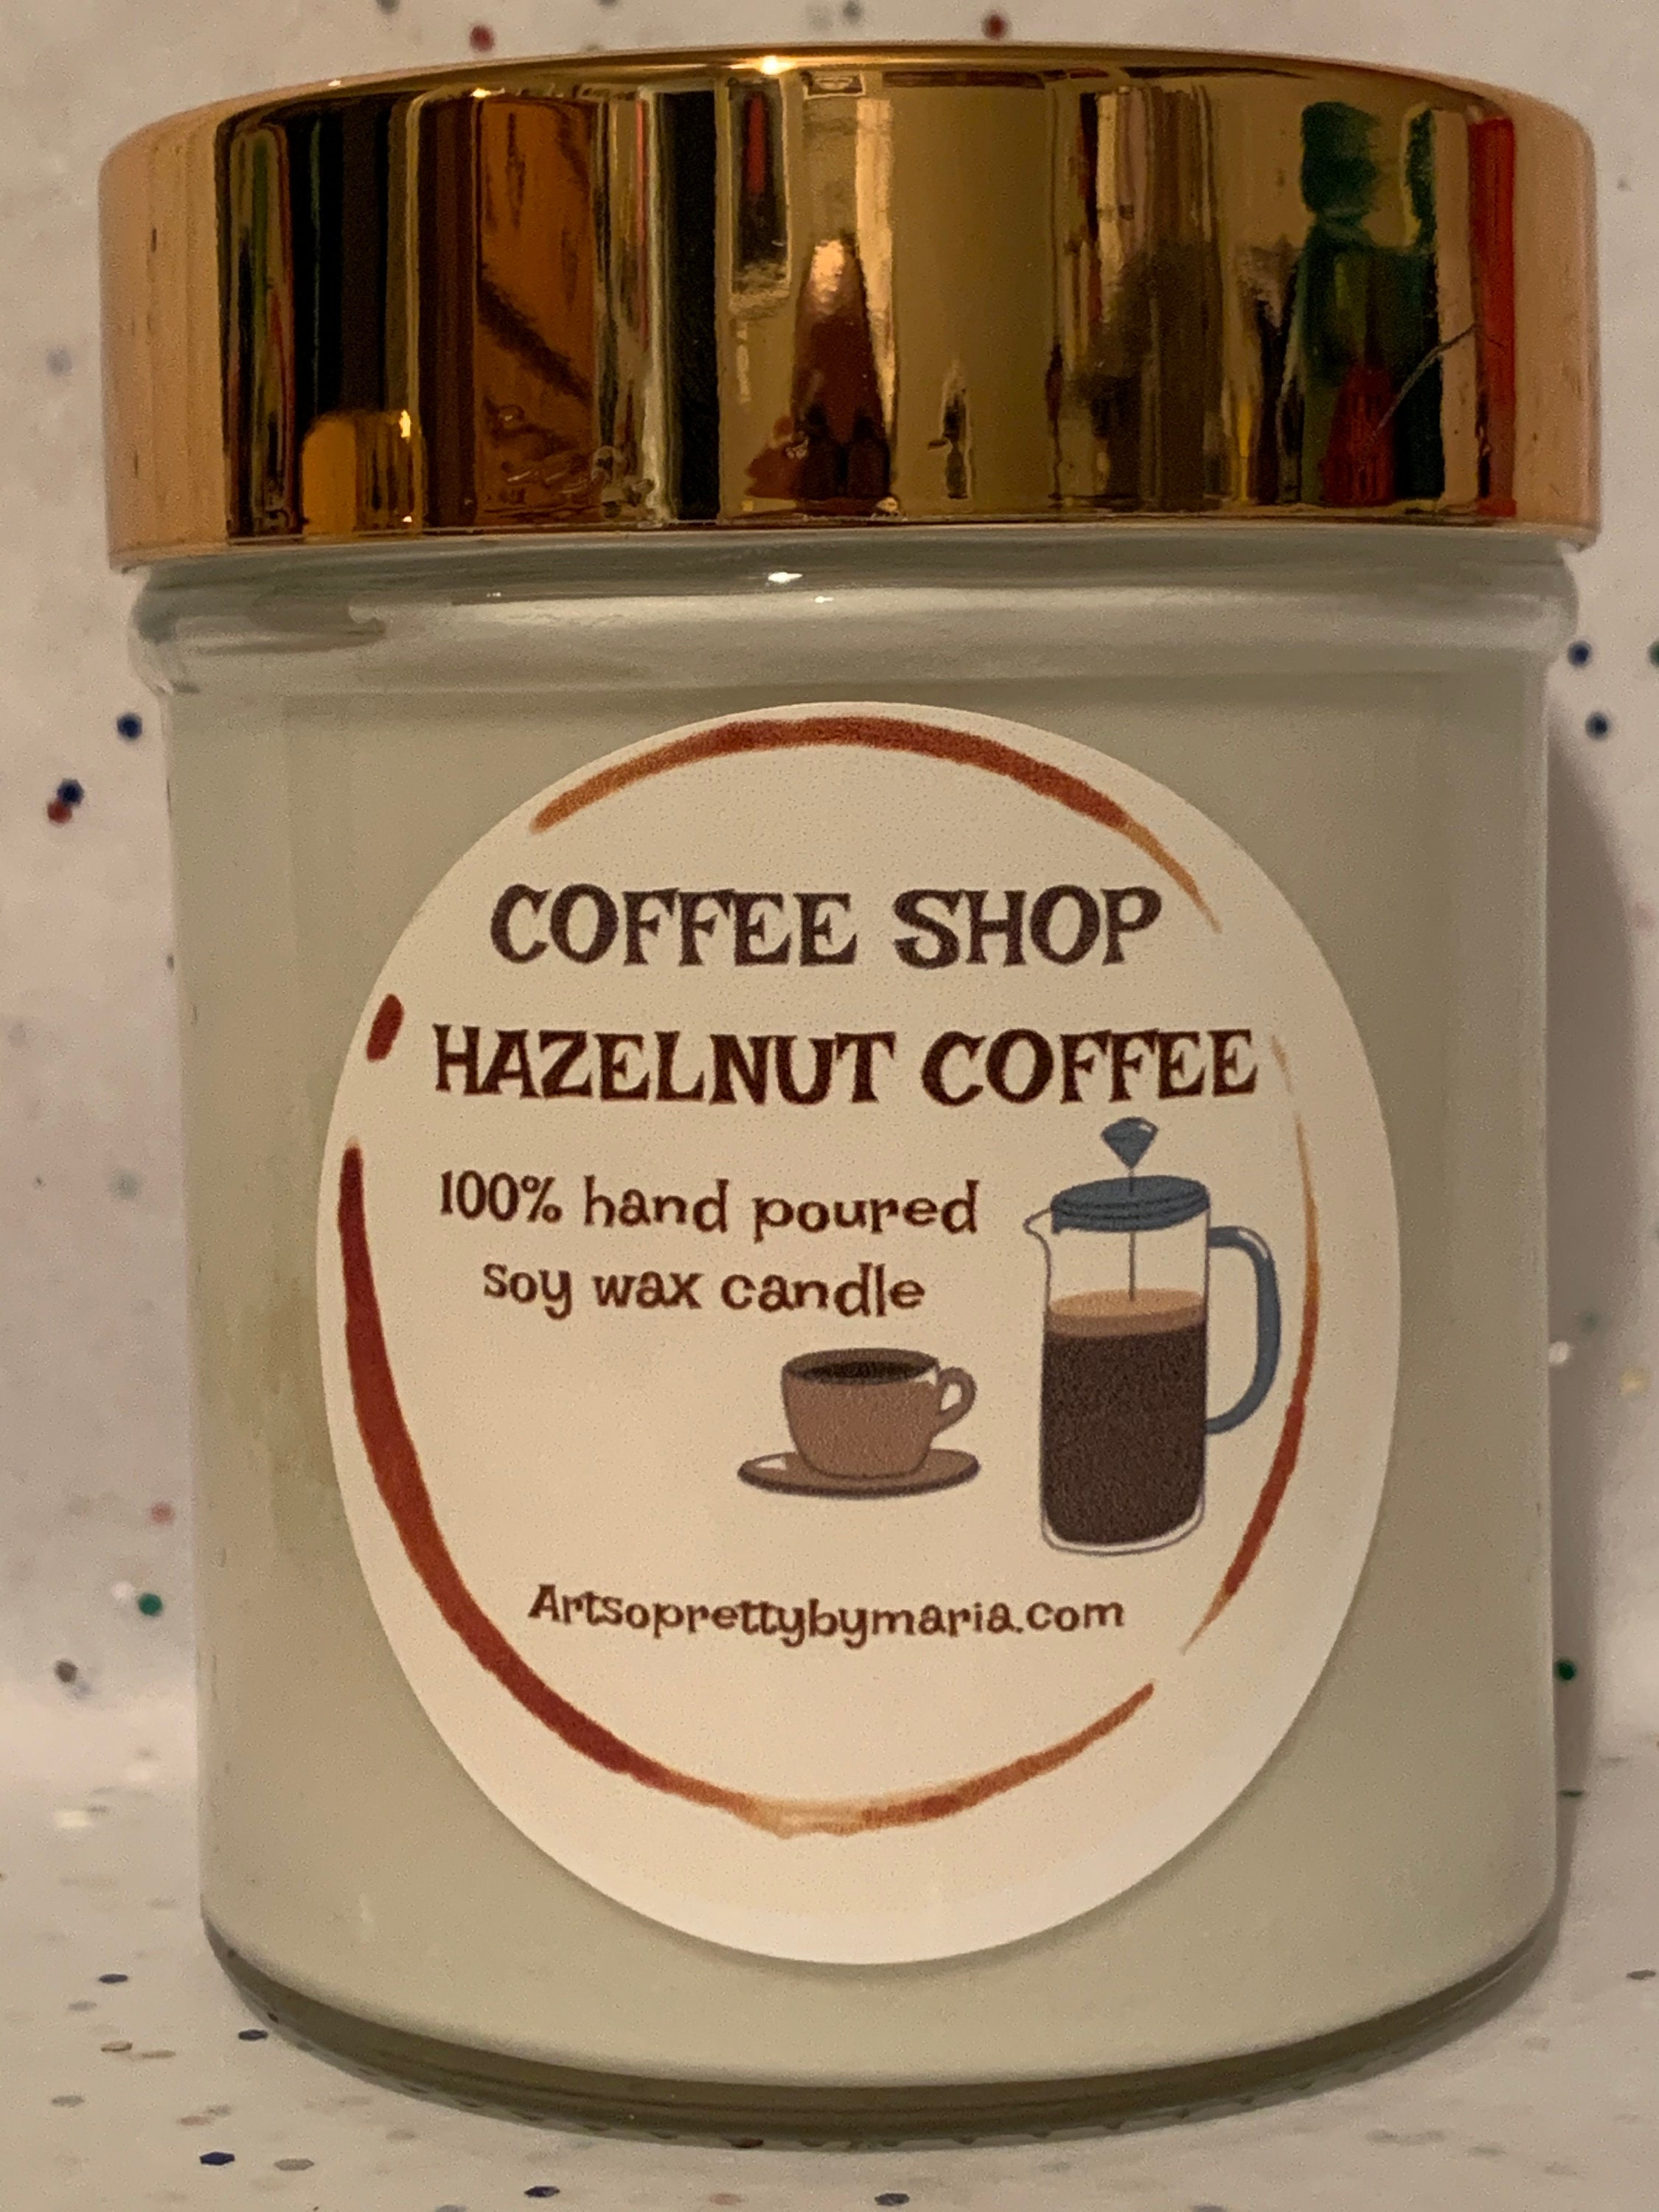 COFFEE SHOP
HAZELNUT COFFEE
100% hand poured
soy wax candle
Artsoprettybymaria.com